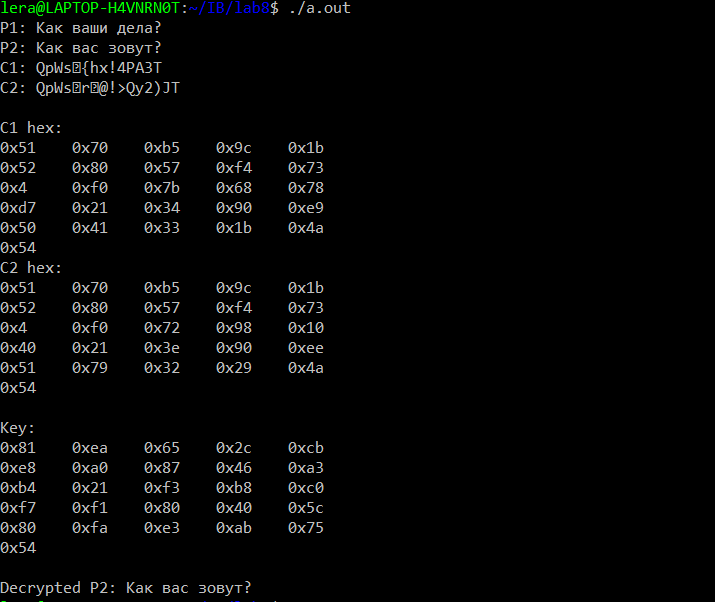 lera@LAPTOP-H4VNRN0T:~/IB/lab8$ ./a.out
P1: Как ваши дела?
P2: Как вас зовут?
C1: QpWs{hx!4PA3T
C2: QpWsr@!>Qy2)JT
C1 hex:
0x51 0x70 0xb5 0x9c 0x1b
0x52 0x80 0x57 0xf4 0x73
0x4 0xf0 0x7b 0x68 0x78
0xd7 0x21 0x34 0x90 0xe9
0x50 0x41 0x33 0x1b 0x4a
0x54
C2 hex:
0x51 0x70 0xb5 0x9c 0x1b
0x52 0x80 0x57 0xf4 0x73
0x4 0xf0 0x72 0x98 0x10
0x40 0x21 0x3e 0x90 0xee
0x51 0x79 0x32 0x29 0x4a
0x54
Key:
0x81 0xea 0x65 0x2c 0xcb
0xe8 0xa0 0x87 0x46 0xa3
0xb4 0x21 0xf3 0xb8 0xc0
0xf7 0xf1 0x80 0x40 0x5c
0x80 0xfa 0xe3 0xab 0x75
0x54
Decrypted P2: Как вас зовут?